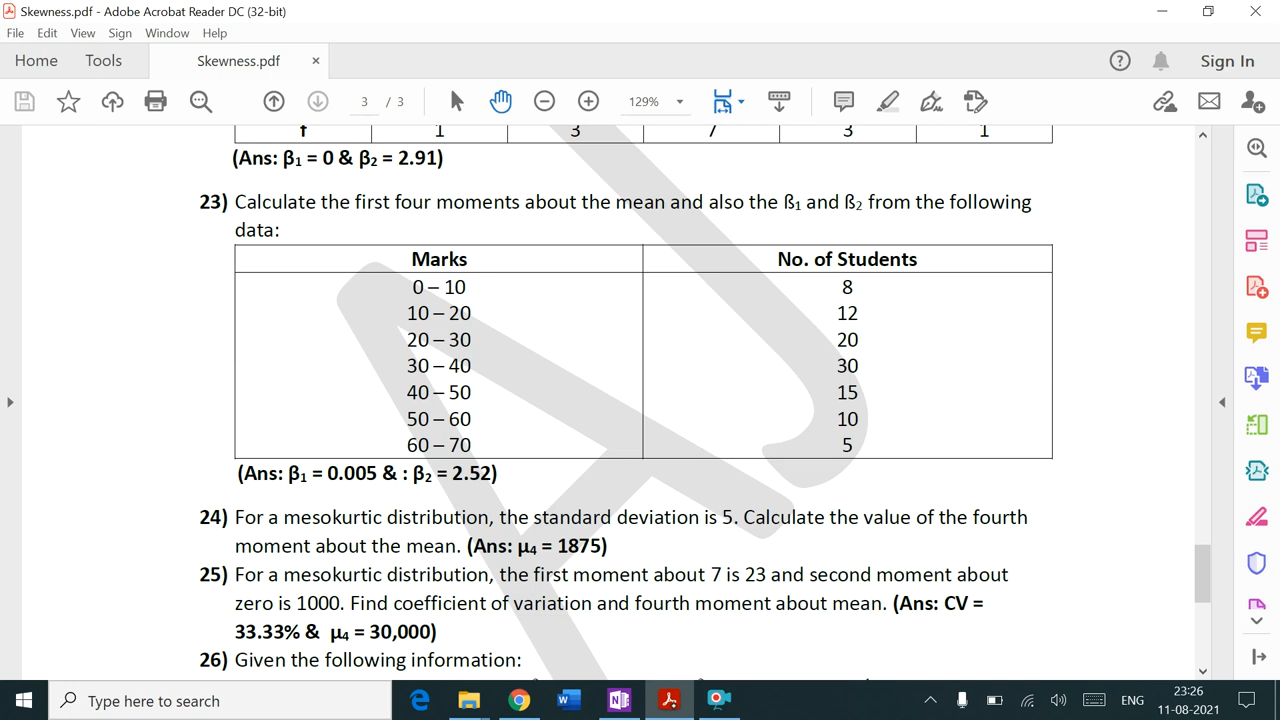 Skewness.pdf - Adobe Acrobat Reader DC (32-bit)
File Edit View Sign Window Help
Home Tools Skewness.pdf × Sign In
3 / 3 129%
f 1 3 7 3 1
(Ans: β₁ = 0 & β₂ = 2.91)
23) Calculate the first four moments about the mean and also the ß₁ and ß₂ from the following
data:
Marks No. of Students
0 – 10 8
10 – 20 12
20 – 30 20
30 – 40 30
40 – 50 15
50 – 60 10
60 – 70 5
(Ans: β₁ = 0.005 & : β₂ = 2.52)
24) For a mesokurtic distribution, the standard deviation is 5. Calculate the value of the fourth
moment about the mean. (Ans: μ₄ = 1875)
25) For a mesokurtic distribution, the first moment about 7 is 23 and second moment about
zero is 1000. Find coefficient of variation and fourth moment about mean. (Ans: CV =
33.33% & μ₄ = 30,000)
26) Given the following information:
AJ
Type here to search
ENG
23:26
11-08-2021